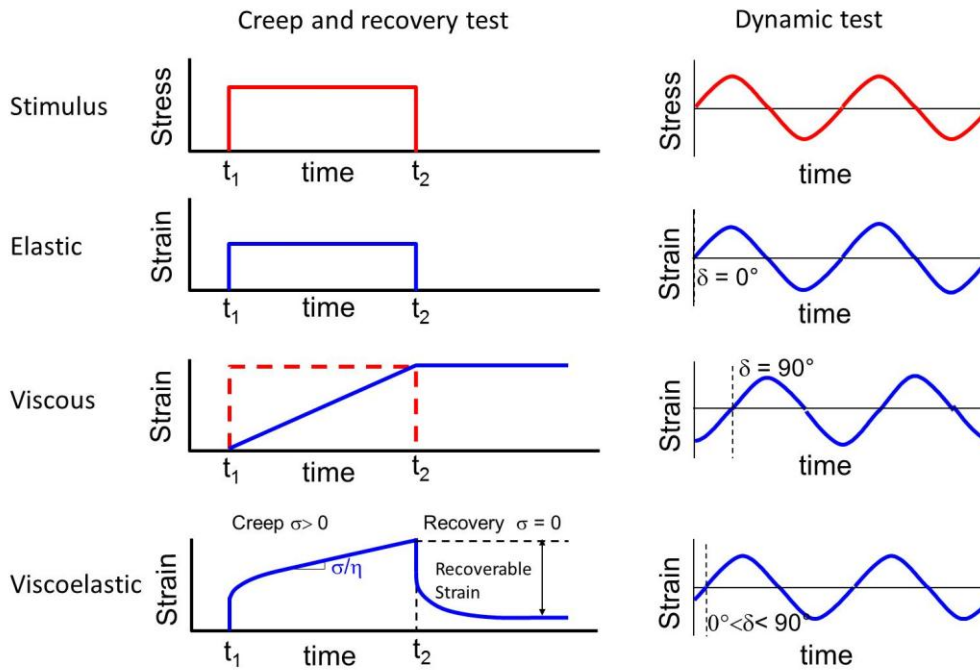 Creep and recovery test
Dynamic test
Stimulus
Stress
t₁
time
t₂
Stress
time
Elastic
Strain
t₁
time
t₂
Strain
δ = 0°
time
Viscous
Strain
t₁
time
t₂
Strain
δ = 90°
time
Viscoelastic
Strain
Creep σ> 0
σ/η
Recovery σ = 0
Recoverable
Strain
t₁
time
t₂
Strain
0°<δ< 90°
time